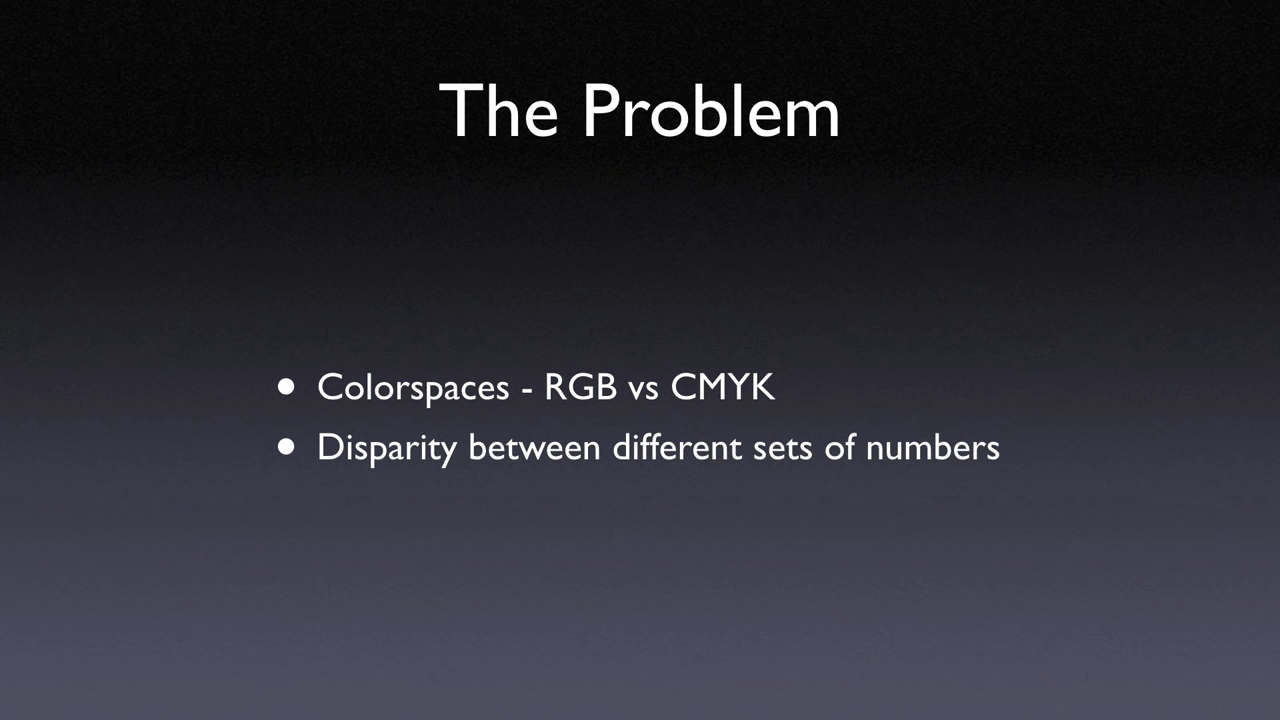 The Problem
• Colorspaces - RGB vs CMYK
• Disparity between different sets of numbers